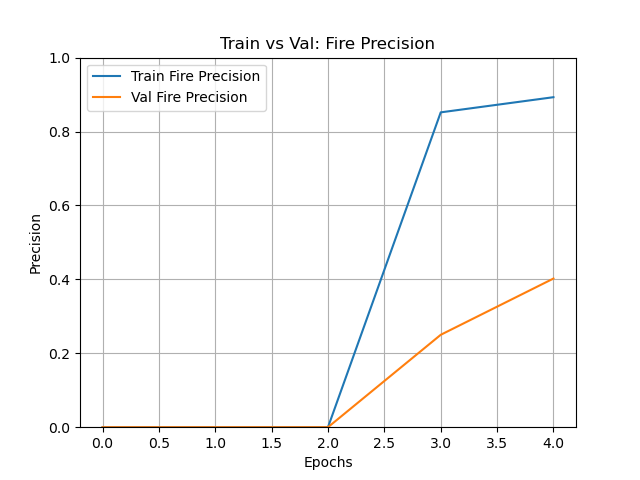 Train vs Val: Fire Precision
Train Fire Precision
Val Fire Precision
1.0
0.8
0.6
0.4
0.2
0.0
Precision
0.0 0.5 1.0 1.5 2.0 2.5 3.0 3.5 4.0
Epochs